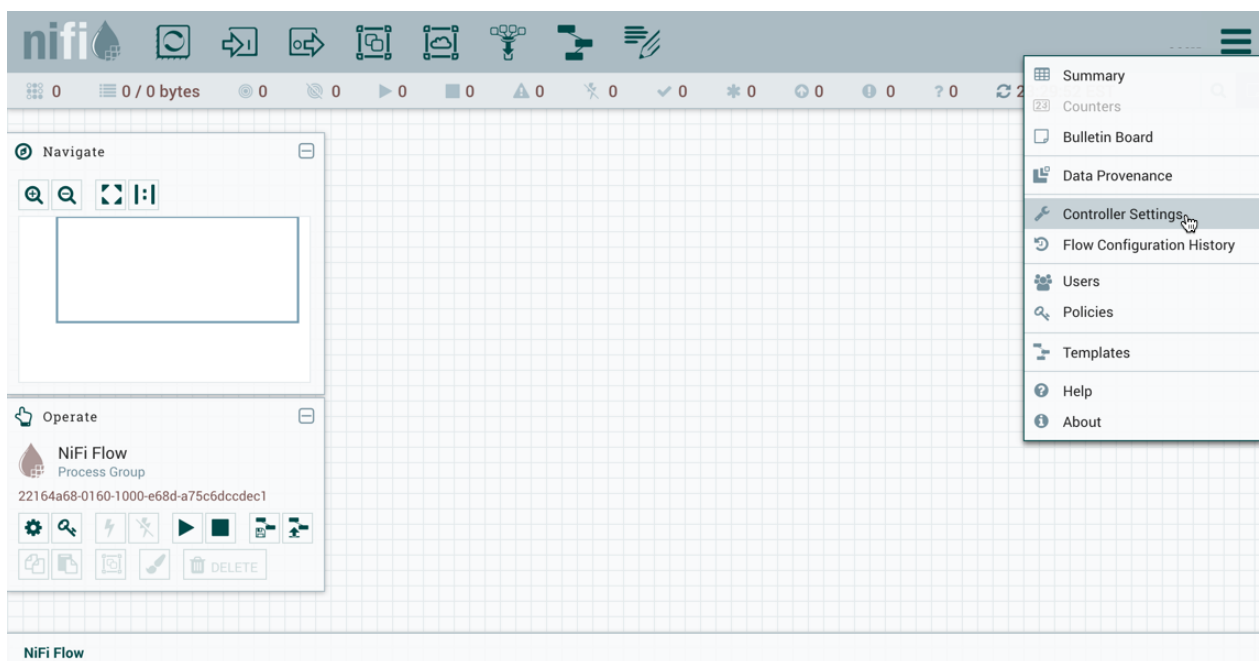 nifi
0
0 / 0 bytes
0
0
0
0
0
0
0
0
0
0
0
2
Summary
Counters
Bulletin Board
Data Provenance
Controller Settings
Flow Configuration History
Users
Policies
Templates
Help
About
Navigate
Operate
NiFi Flow
Process Group
22164a68-0160-1000-e68d-a75c6dccdec1
DELETE
NiFi Flow